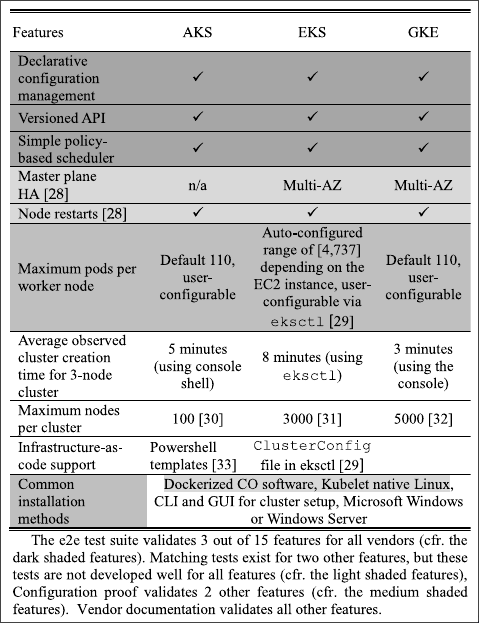 Features AKS EKS GKE
Declarative
configuration
management ✓ ✓ ✓
Versioned API ✓ ✓ ✓
Simple policy-
based scheduler ✓ ✓ ✓
Master plane
HA [28] n/a Multi-AZ Multi-AZ
Node restarts [28] ✓ ✓ ✓
Maximum pods per
worker node
Default 110,
user-
configurable
Auto-configured
range of [4,737]
depending on the
EC2 instance, user-
configurable via
eksctl [29]
Default 110,
user-
configurable
Average observed
cluster creation
time for 3-node
cluster
5 minutes
(using console
shell)
8 minutes (using
eksctl)
3 minutes
(using the
console)
Maximum nodes
per cluster
100 [30] 3000 [31] 5000 [32]
Infrastructure-as-
code support
Powershell
templates [33]
ClusterConfig
file in eksctl [29]
Common
installation
methods
Dockerized CO software, Kubelet native Linux,
CLI and GUI for cluster setup, Microsoft Windows
or Windows Server
The e2e test suite validates 3 out of 15 features for all vendors (cfr. the
dark shaded features). Matching tests exist for two other features, but these
tests are not developed well for all features (cfr. the light shaded features),
Configuration proof validates 2 other features (cfr. the medium shaded
features). Vendor documentation validates all other features.